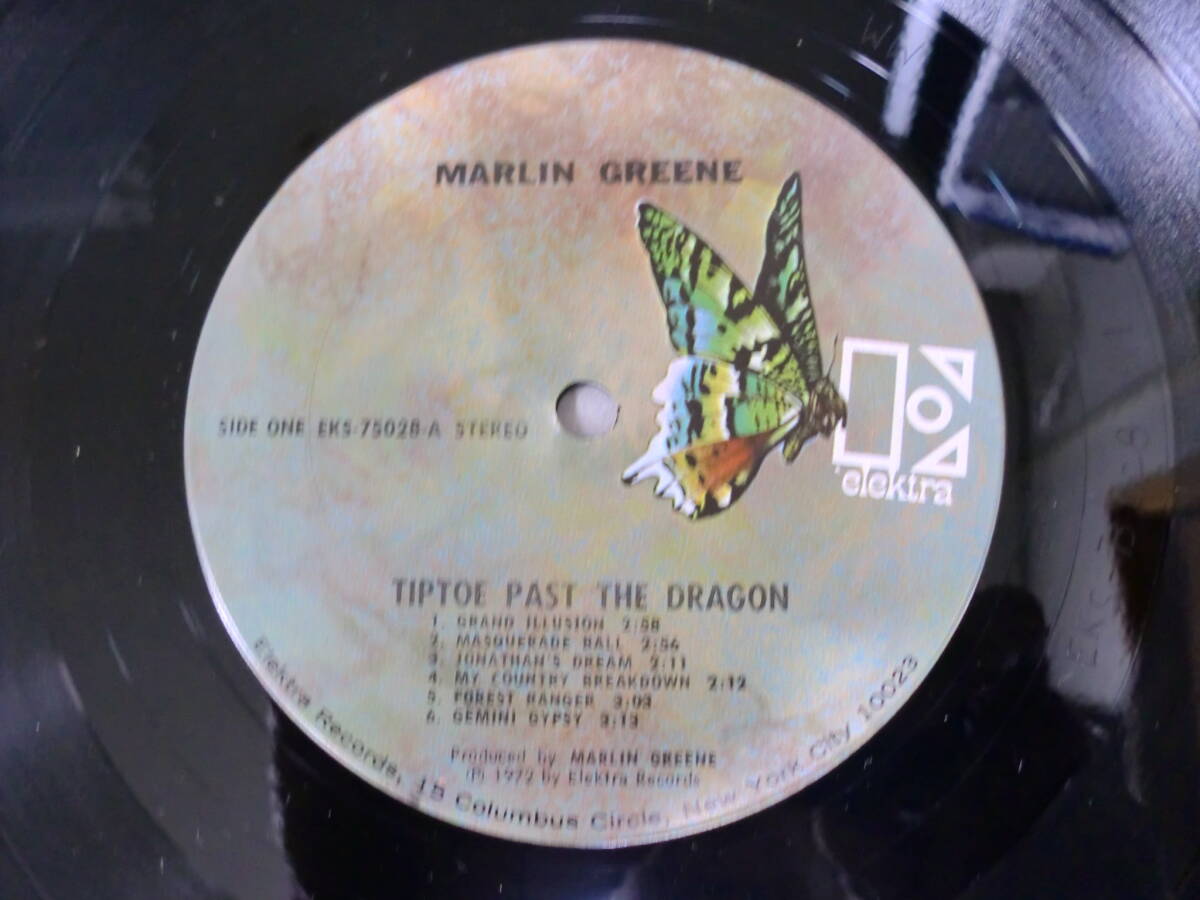 MARLIN GREENE
SIDE ONE EKS-75028-A STEREO
elektra
TIPTOE PAST THE DRAGON
1. GRAND ILLUSION 2:58
2. MASQUERADE BALL 2:56
3. JONATHAN'S DREAM 2:11
4. MY COUNTRY BREAKDOWN 2:12
5. FOREST RANGER 3:03
6. GEMINI GYPSY 3:13
Produced by MARLIN GREENE
℗ 1972 by Elektra Records
Elektra Records, 15 Columbus Circle, New York City 10023